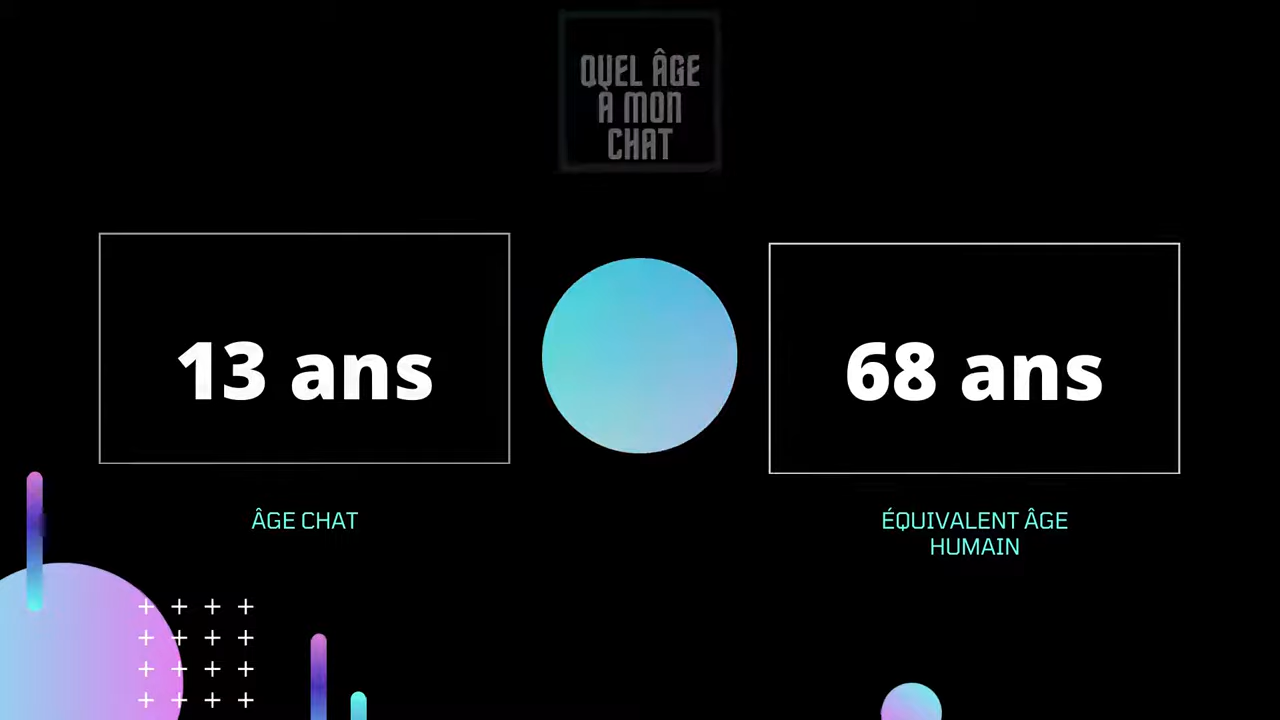 QUEL ÂGE
À MON
CHAT
13 ans
68 ans
ÂGE CHAT
ÉQUIVALENT ÂGE
HUMAIN